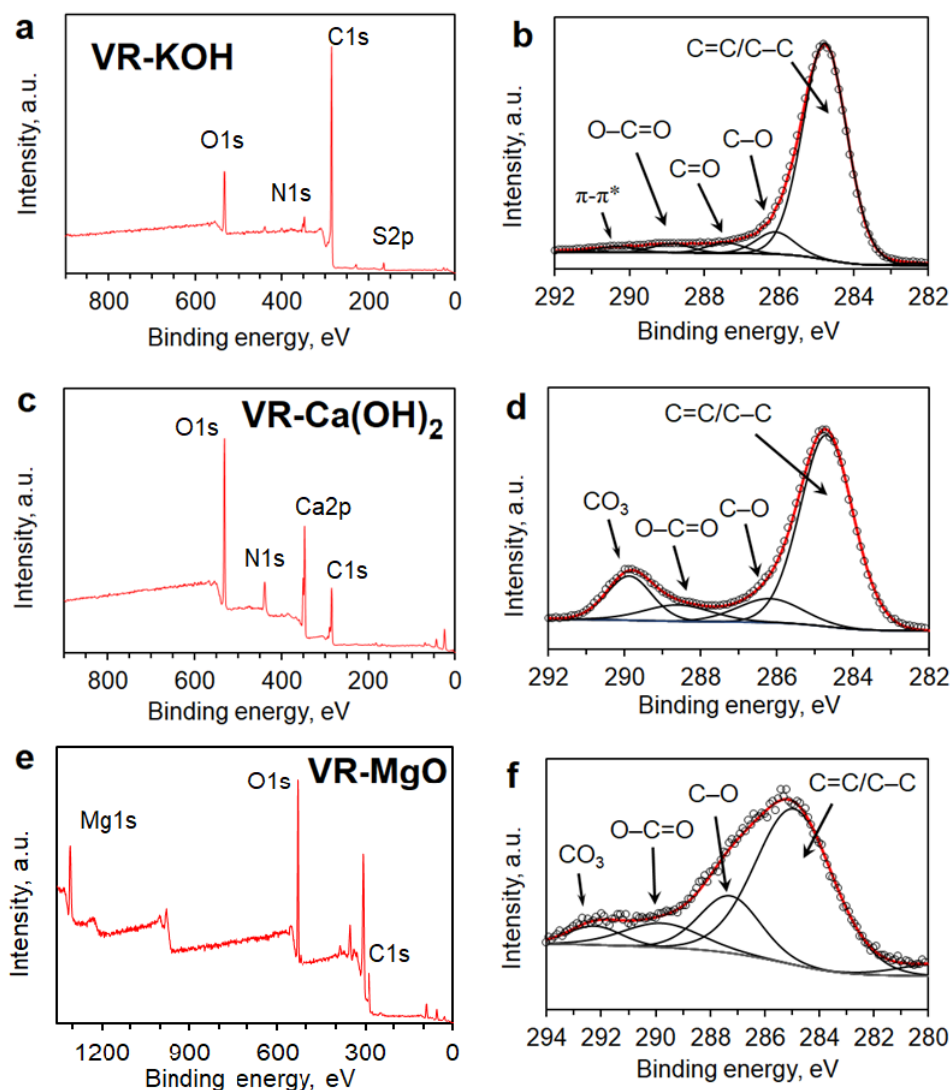 a
VR-KOH
C1s
O1s
N1s
S2p
Intensity, a.u.
800 600 400 200 0
Binding energy, eV
b
C=C/C–C
O–C=O
C–O
C=O
π-π*
Intensity, a.u.
292 290 288 286 284 282
Binding energy, eV
c
VR-Ca(OH)₂
O1s
Ca2p
N1s
C1s
Intensity, a.u.
800 600 400 200 0
Binding energy, eV
d
C=C/C–C
CO₃
O–C=O
C–O
Intensity, a.u.
292 290 288 286 284 282
Binding energy, eV
e
VR-MgO
O1s
Mg1s
C1s
Intensity, a.u.
1200 900 600 300 0
Binding energy, eV
f
C=C/C–C
C–O
O–C=O
CO₃
Intensity, a.u.
294 292 290 288 286 284 282 280
Binding energy, eV